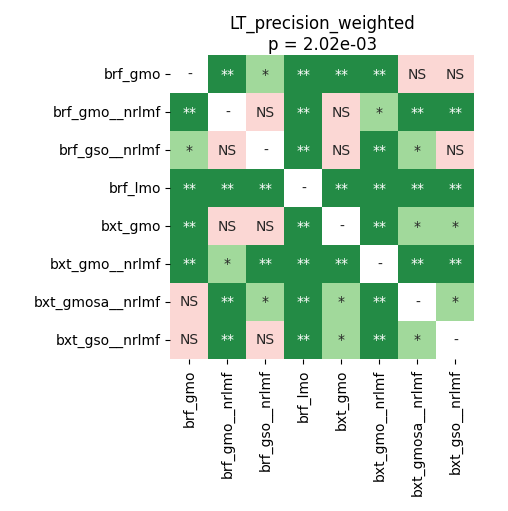 LT_precision_weighted
p = 2.02e-03
brf_gmo - ** * ** ** ** NS NS
brf_gmo__nrlmf ** - NS ** NS * ** **
brf_gso__nrlmf * NS - ** NS ** * NS
brf_lmo ** ** ** - ** ** ** **
bxt_gmo ** NS NS ** - ** * *
bxt_gmo__nrlmf ** * ** ** ** - ** **
bxt_gmosa__nrlmf NS ** * ** * ** - *
bxt_gso__nrlmf NS ** NS ** * ** * -
brf_gmo
brf_gmo__nrlmf
brf_gso__nrlmf
brf_lmo
bxt_gmo
bxt_gmo__nrlmf
bxt_gmosa__nrlmf
bxt_gso__nrlmf